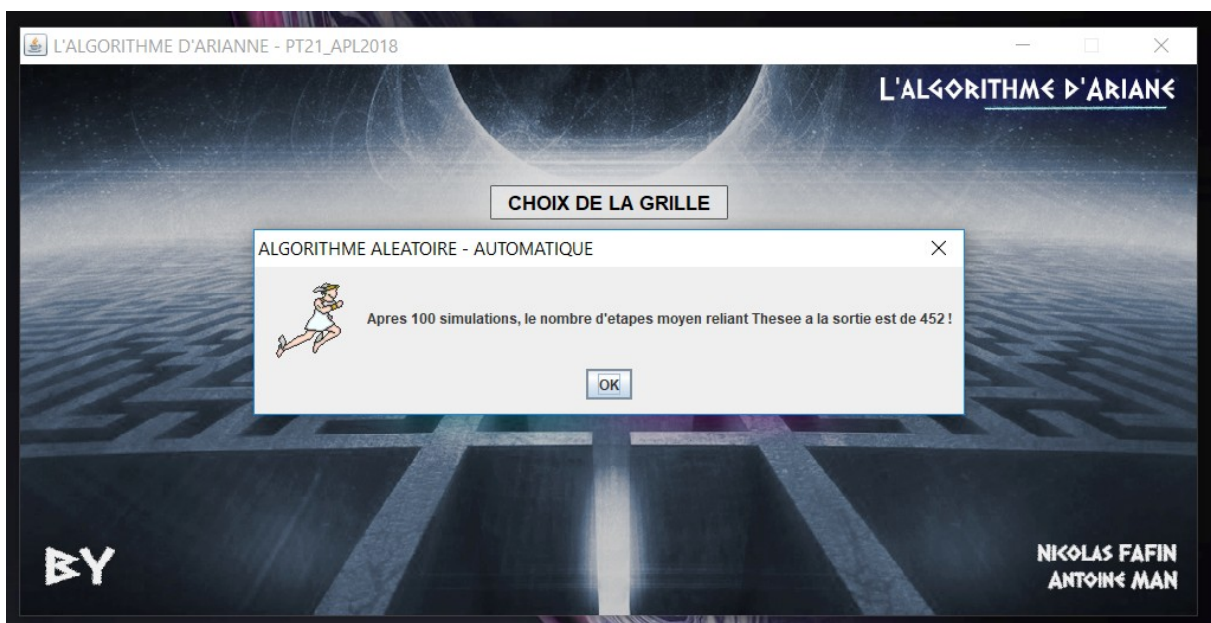 L'ALGORITHME D'ARIANNE - PT21_APL2018
L'ALGORITHME D'ARIANE
CHOIX DE LA GRILLE
ALGORITHME ALEATOIRE - AUTOMATIQUE
Apres 100 simulations, le nombre d'etapes moyen reliant Thesee a la sortie est de 452 !
OK
BY
NICOLAS FAFIN
ANTOINE MAN